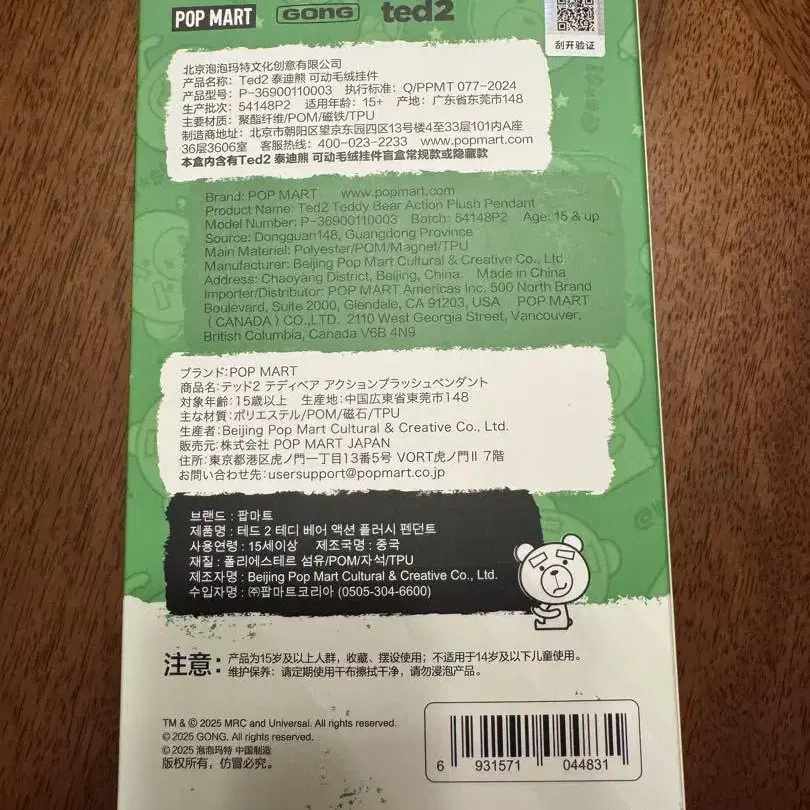 POP MART GONG ted2
刮开验证
北京泡泡玛特文化创意有限公司
产品名称：Ted2 泰迪熊 可动毛绒挂件
产品型号：P-36900110003 执行标准：Q/PPMT 077-2024
生产批次：54148P2 适用年龄：15+ 产地：广东省东莞市148
主要材质：聚酯纤维/POM/磁铁/TPU
制造商地址：北京市朝阳区望京东园四区13号楼4至33层101内A座
36层3606室 客服热线：400-023-2233 www.popmart.com
本盒内含有Ted2 泰迪熊 可动毛绒挂件盲盒常规款或隐藏款
Brand: POP MART www.popmart.com
Product Name: Ted2 Teddy Bear Action Plush Pendant
Model Number: P-36900110003 Batch: 54148P2 Age: 15 & up
Source: Dongguan148, Guangdong Province
Main Material: Polyester/POM/Magnet/TPU
Manufacturer: Beijing Pop Mart Cultural & Creative Co., Ltd.
Address: Chaoyang District, Beijing, China. Made in China
Importer/Distributor: POP MART Americas Inc. 500 North Brand
Boulevard, Suite 2000, Glendale, CA 91203, USA POP MART
（CANADA）CO.,LTD. 2110 West Georgia Street, Vancouver,
British Columbia, Canada V6B 4N9
ブランド:POP MART
商品名:テッド2 テディベア アクションプラッシュペンダント
対象年齢:15歳以上 生産地:中国広東省東莞市148
主な材質:ポリエステル/POM/磁石/TPU
生産者:Beijing Pop Mart Cultural & Creative Co., Ltd.
販売元:株式会社 POP MART JAPAN
住所:東京都港区虎ノ門一丁目13番5号 VORT虎ノ門Ⅱ 7階
お問い合わせ先:usersupport@popmart.co.jp
브랜드 : 팝마트
제품명 : 테드 2 테디 베어 액션 플러시 펜던트
사용연령 : 15세이상 제조국명 : 중국
재질 : 폴리에스테르 섬유/POM/자석/TPU
제조자명 : Beijing Pop Mart Cultural & Creative Co., Ltd.
수입자명 : ㈜팝마트코리아 (0505-304-6600)
注意：产品为15岁及以上人群，收藏、摆设使用；不适用于14岁及以下儿童使用。
维护保养：请定期使用干布擦拭干净，请勿浸泡产品。
TM & © 2025 MRC and Universal. All rights reserved.
© 2025 GONG. All rights reserved.
© 2025 泡泡玛特 中国制造
版权所有，仿冒必究。
6 931571 044831